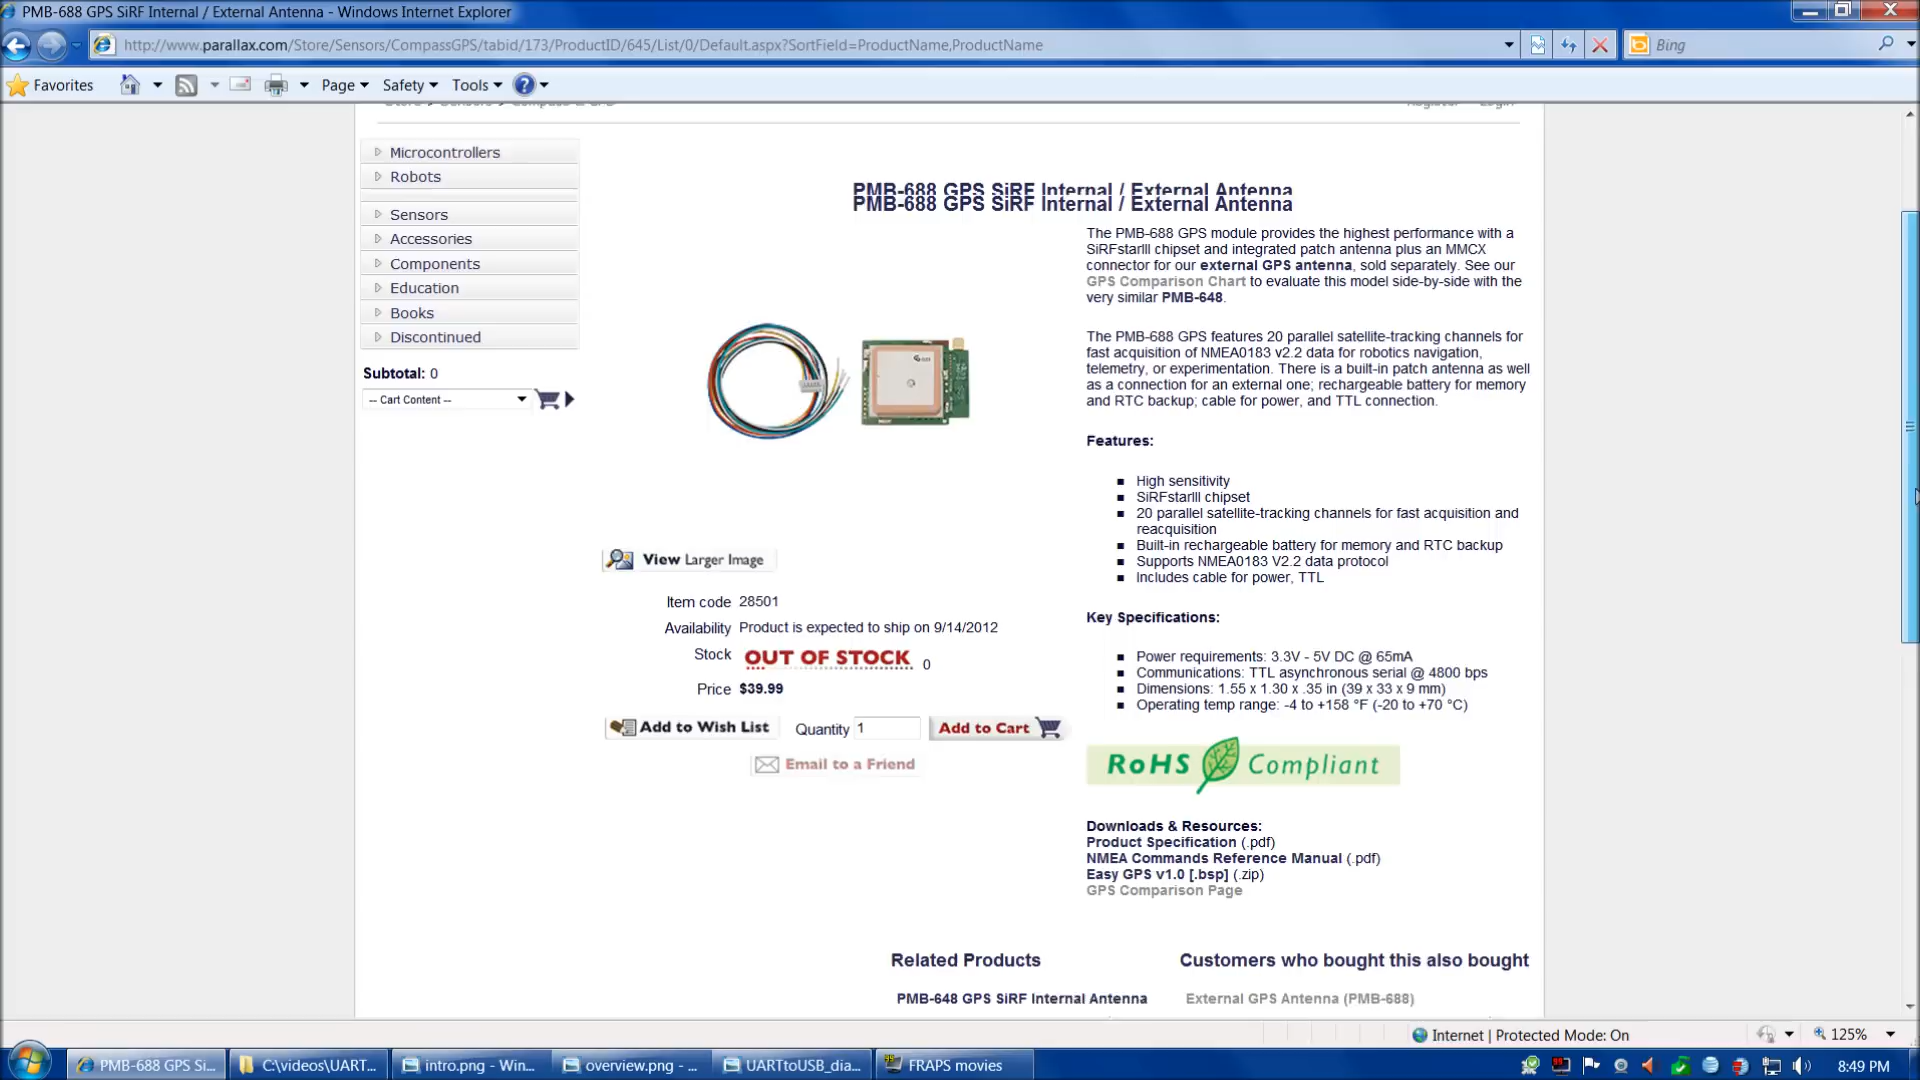 PMB-688 GPS SiRF Internal / External Antenna - Windows Internet Explorer
http://www.parallax.com/Store/Sensors/CompassGPS/tabid/173/ProductID/645/List/0/Default.aspx?SortField=ProductName,ProductName
Bing
Favorites
Page
Safety
Tools
Microcontrollers
Robots
Sensors
Accessories
Components
Education
Books
Discontinued
Subtotal: 0
-- Cart Content --
PMB-688 GPS SiRF Internal / External Antenna
PMB-688 GPS SiRF Internal / External Antenna
The PMB-688 GPS module provides the highest performance with a
SiRFstarIII chipset and integrated patch antenna plus an MMCX
connector for our external GPS antenna, sold separately. See our
GPS Comparison Chart to evaluate this model side-by-side with the
very similar PMB-648.
The PMB-688 GPS features 20 parallel satellite-tracking channels for
fast acquisition of NMEA0183 v2.2 data for robotics navigation,
telemetry, or experimentation. There is a built-in patch antenna as well
as a connection for an external one; rechargeable battery for memory
and RTC backup; cable for power, and TTL connection.
Features:
High sensitivity
SiRFstarIII chipset
20 parallel satellite-tracking channels for fast acquisition and
reacquisition
Built-in rechargeable battery for memory and RTC backup
Supports NMEA0183 V2.2 data protocol
Includes cable for power, TTL
View Larger Image
Item code 28501
Availability Product is expected to ship on 9/14/2012
Stock OUT OF STOCK 0
Price $39.99
Add to Wish List Quantity 1 Add to Cart
Email to a Friend
Key Specifications:
Power requirements: 3.3V - 5V DC @ 65mA
Communications: TTL asynchronous serial @ 4800 bps
Dimensions: 1.55 x 1.30 x .35 in (39 x 33 x 9 mm)
Operating temp range: -4 to +158 °F (-20 to +70 °C)
RoHS Compliant
Downloads & Resources:
Product Specification (.pdf)
NMEA Commands Reference Manual (.pdf)
Easy GPS v1.0 [.bsp] (.zip)
GPS Comparison Page
Related Products
Customers who bought this also bought
PMB-648 GPS SiRF Internal Antenna
External GPS Antenna (PMB-688)
Internet | Protected Mode: On
125%
PMB-688 GPS Si...
C:\videos\UART...
intro.png - Win...
overview.png - ...
UARTtoUSB_dia...
FRAPS movies
8:49 PM